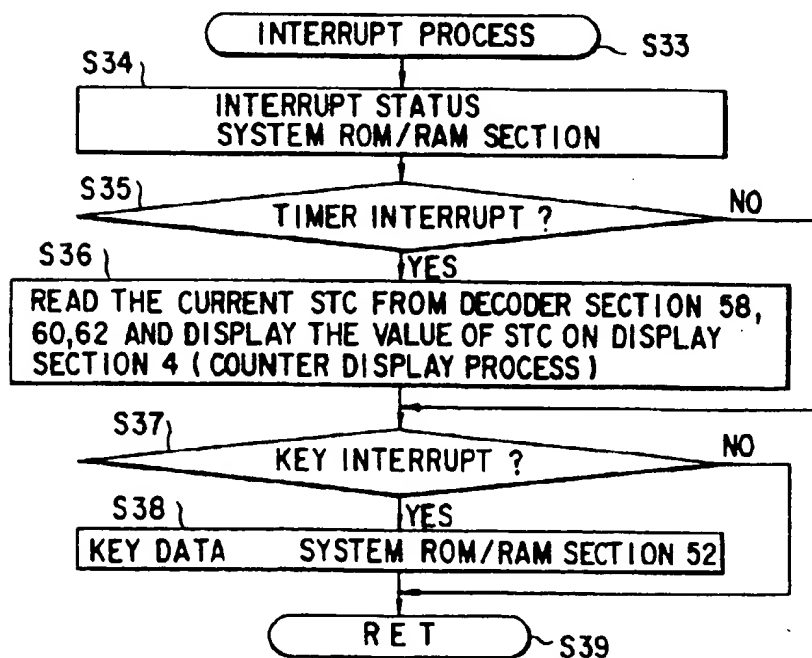 INTERRUPT PROCESS
S33
S34
INTERRUPT STATUS
SYSTEM ROM/RAM SECTION
S35
TIMER INTERRUPT ?
NO
S36
YES
READ THE CURRENT STC FROM DECODER SECTION 58,
60,62 AND DISPLAY THE VALUE OF STC ON DISPLAY
SECTION 4 (COUNTER DISPLAY PROCESS)
S37
KEY INTERRUPT ?
NO
S38
YES
KEY DATA SYSTEM ROM/RAM SECTION 52
RET
S39